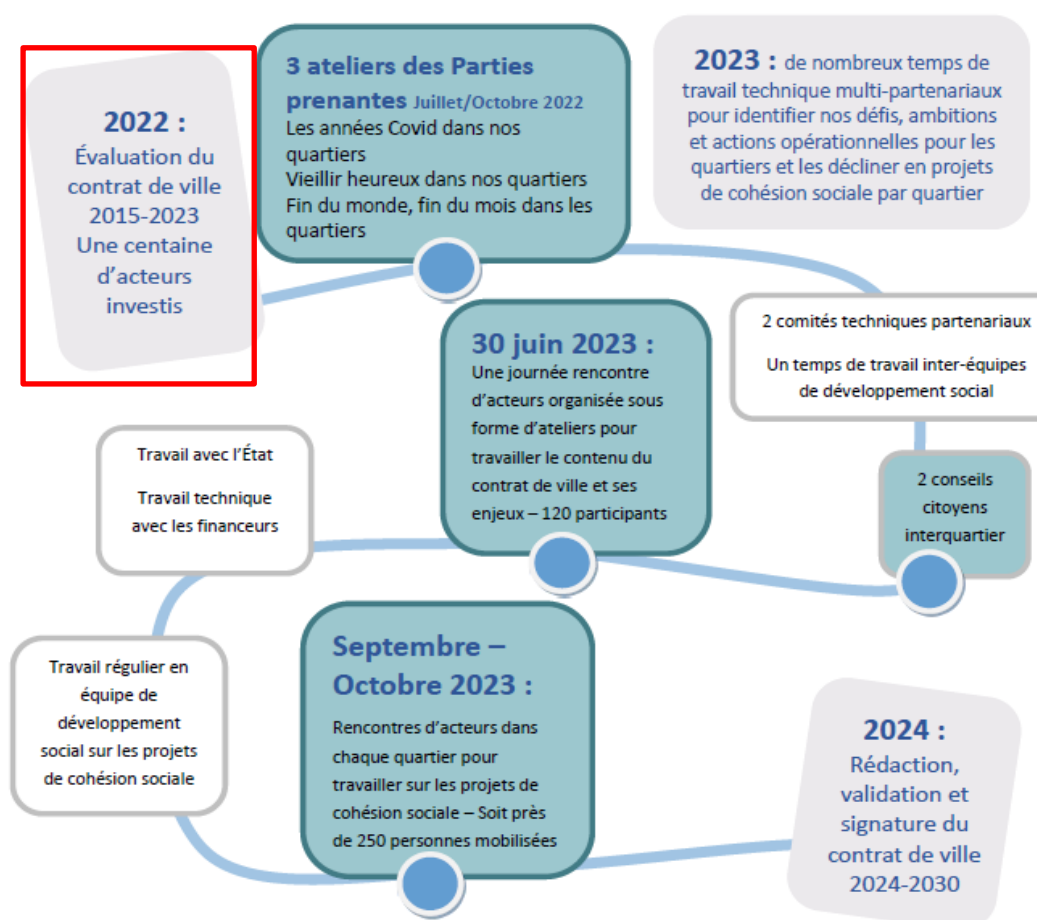 2022 :
Évaluation du
contrat de ville
2015-2023
Une centaine
d'acteurs
investis
3 ateliers des Parties
prenantes Juillet/Octobre 2022
Les années Covid dans nos
quartiers
Vieillir heureux dans nos quartiers
Fin du monde, fin du mois dans les
quartiers
2023 : de nombreux temps de
travail technique multi-partenariaux
pour identifier nos défis, ambitions
et actions opérationnelles pour les
quartiers et les décliner en projets
de cohésion sociale par quartier
2 comités techniques partenariaux
Un temps de travail inter-équipes
de développement social
2 conseils
citoyens
interquartier
30 juin 2023 :
Une journée rencontre
d'acteurs organisée sous
forme d'ateliers pour
travailler le contenu du
contrat de ville et ses
enjeux – 120 participants
Travail avec l'État
Travail technique
avec les financeurs
Travail régulier en
équipe de
développement
social sur les projets
de cohésion sociale
Septembre –
Octobre 2023 :
Rencontres d'acteurs dans
chaque quartier pour
travailler sur les projets de
cohésion sociale – Soit près
de 250 personnes mobilisées
2024 :
Rédaction,
validation et
signature du
contrat de ville
2024-2030